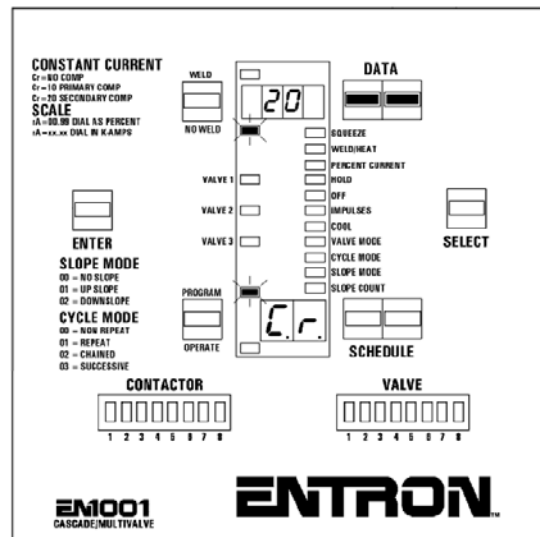 CONSTANT CURRENT
Cr=NO COMP
Cr=10 PRIMARY COMP
Cr=20 SECONDARY COMP
SCALE
rA=00.99 DIAL AS PERCENT
rA=xx.xx DIAL IN K-AMPS
WELD
NO WELD
20
DATA
SQUEEZE
WELD/HEAT
PERCENT CURRENT
HOLD
OFF
IMPULSES
COOL
VALVE MODE
CYCLE MODE
SLOPE MODE
SLOPE COUNT
VALVE 1
VALVE 2
VALVE 3
ENTER
SELECT
SLOPE MODE
00 = NO SLOPE
01 = UP SLOPE
02 = DOWNSLOPE
CYCLE MODE
00 = NON REPEAT
01 = REPEAT
02 = CHAINED
03 = SUCCESSIVE
PROGRAM
OPERATE
C.r.
SCHEDULE
CONTACTOR
1 2 3 4 5 6 7 8
VALVE
1 2 3 4 5 6 7 8
EM1001
CASCADE/MULTIVALVE
ENTRON™